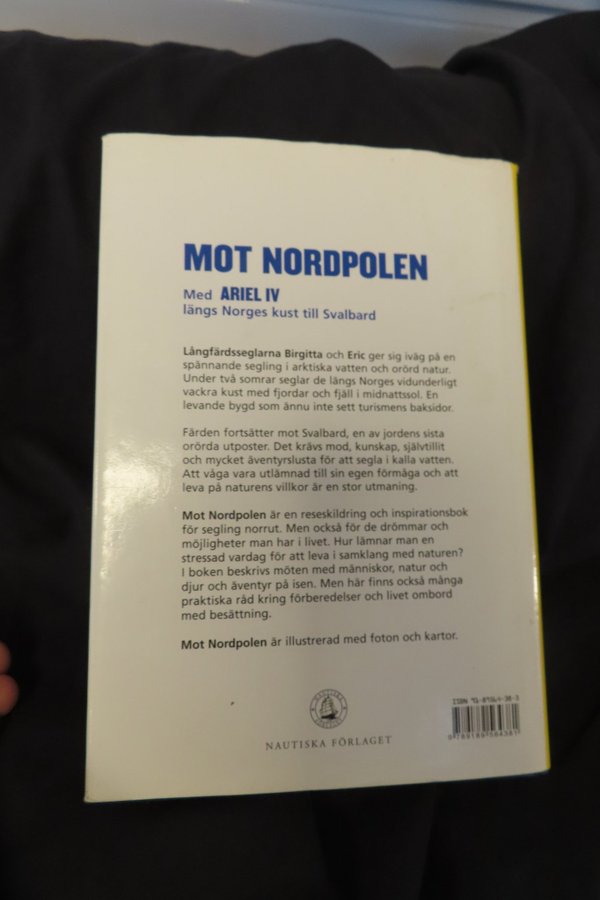 MOT NORDPOLEN
Med ARIEL IV
längs Norges kust till Svalbard
Långfärdsseglarna Birgitta och Eric ger sig iväg på en
spännande segling i arktiska vatten och orörd natur.
Under två somrar seglar de längs Norges vidunderligt
vackra kust med fjordar och fjäll i midnattssol. En
levande bygd som ännu inte sett turismens baksidor.
Färden fortsätter mot Svalbard, en av jordens sista
orörda utposter. Det krävs mod, kunskap, självtillit
och mycket äventyrslusta för att segla i kalla vatten.
Att våga vara utlämnad till sin egen förmåga och att
leva på naturens villkor är en stor utmaning.
Mot Nordpolen är en reseskildring och inspirationsbok
för segling norrut. Men också för de drömmar och
möjligheter man har i livet. Hur lämnar man en
stressad vardag för att leva i samklang med naturen?
I boken beskrivs möten med människor, natur och
djur och äventyr på isen. Men här finns också många
praktiska råd kring förberedelser och livet ombord
med besättning.
Mot Nordpolen är illustrerad med foton och kartor.
ISBN 91-89564-38-3
9 789189 564381
NAUTISKA FÖRLAGET